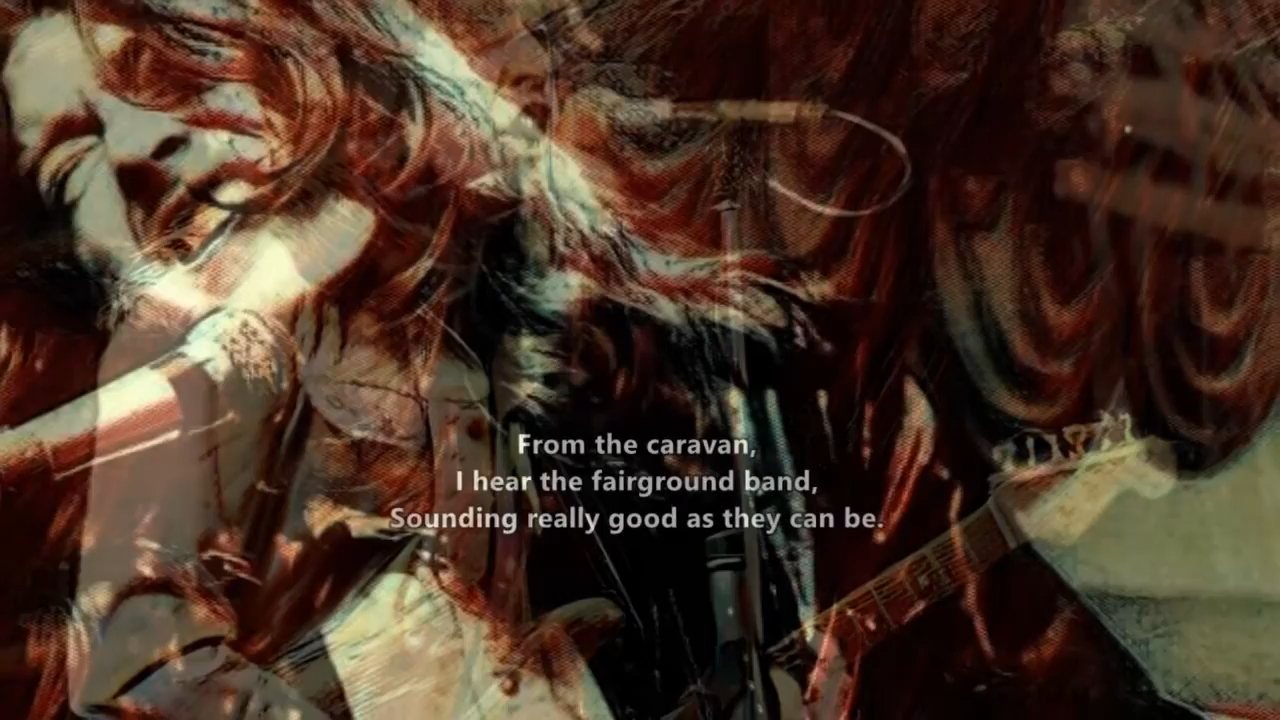 From the caravan,
I hear the fairground band,
Sounding really good as they can be.